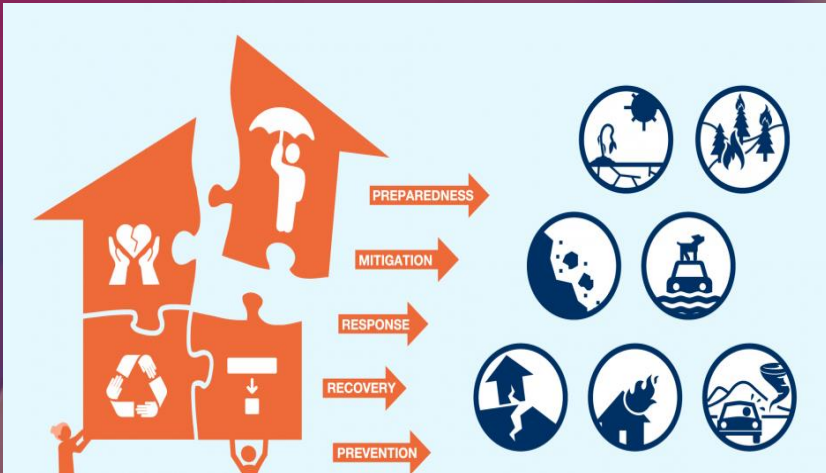 PREPAREDNESS
MITIGATION
RESPONSE
RECOVERY
PREVENTION